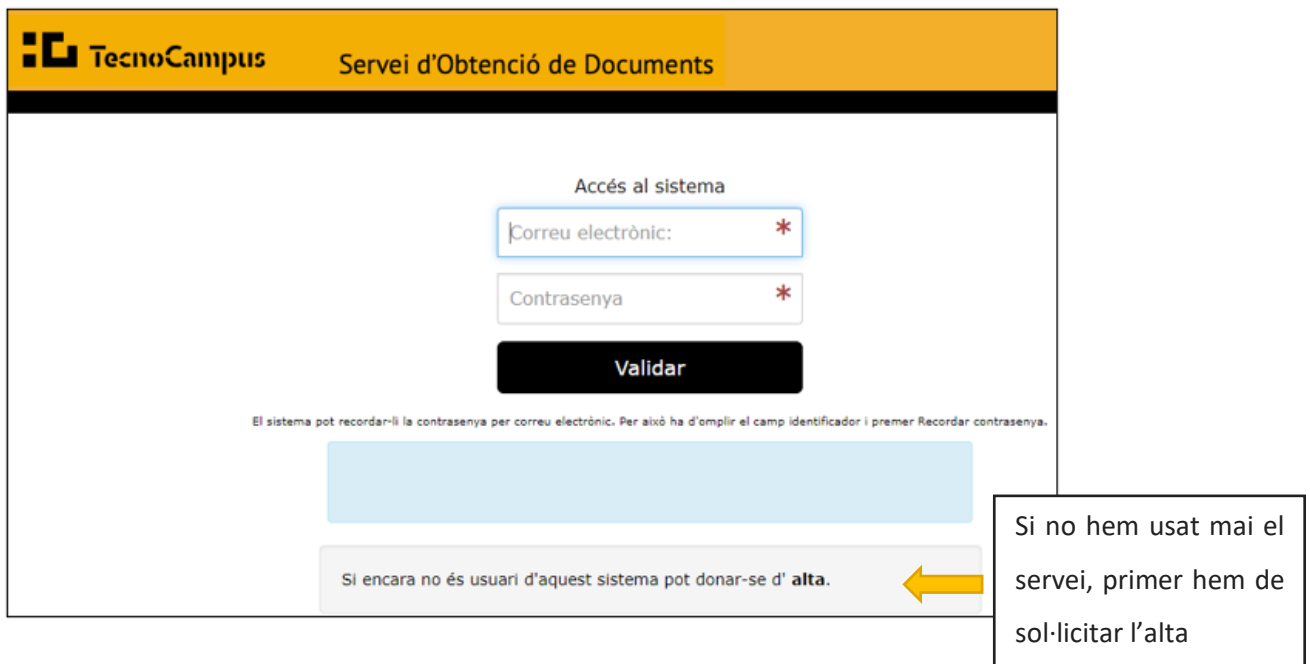 TecnoCampus
Servei d'Obtenció de Documents
Accés al sistema
Correu electrònic: *
Contrasenya *
Validar
El sistema pot recordar-li la contrasenya per correu electrònic. Per això ha d'omplir el camp identificador i premer Recordar contrasenya.
Si encara no és usuari d'aquest sistema pot donar-se d' alta.
Si no hem usat mai el
servei, primer hem de
sol·licitar l’alta